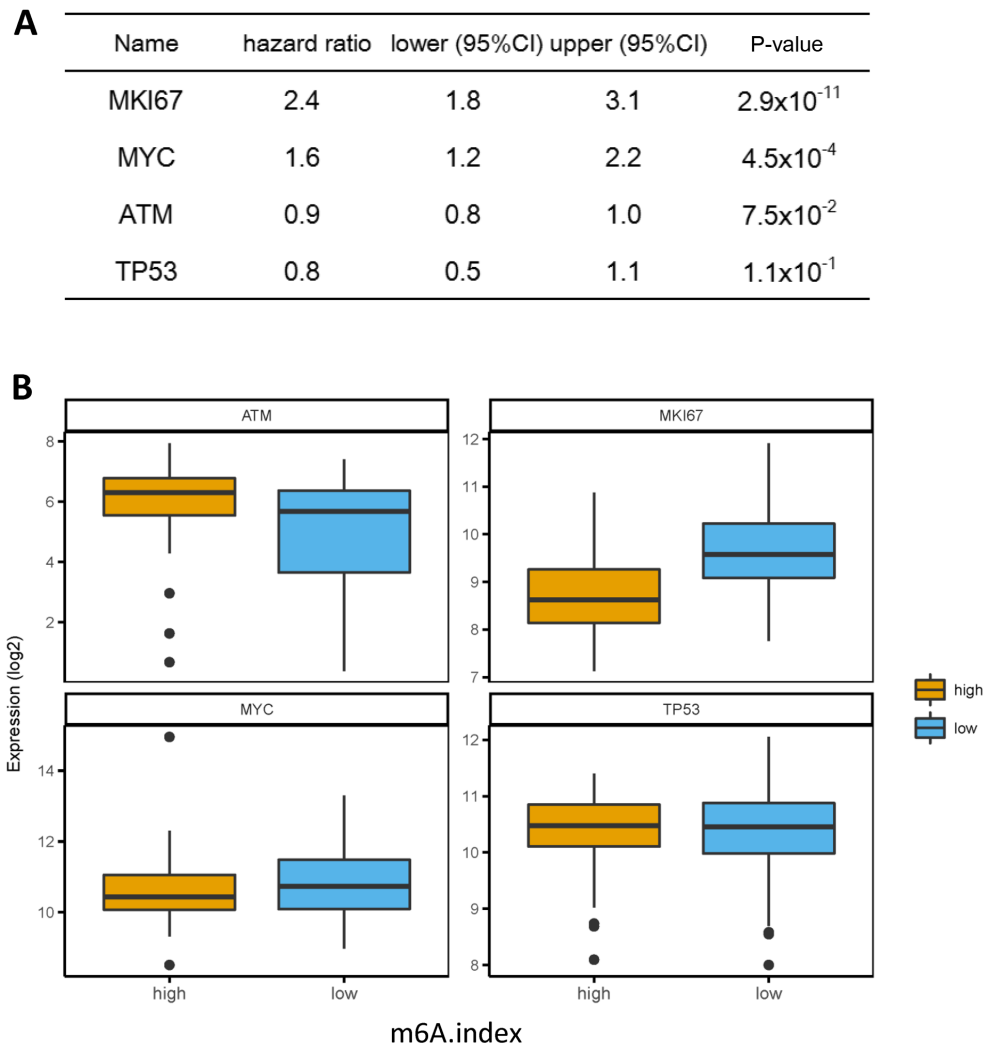 A
Name hazard ratio lower (95%CI) upper (95%CI) P-value
MKI67 2.4 1.8 3.1 2.9x10-11
MYC 1.6 1.2 2.2 4.5x10-4
ATM 0.9 0.8 1.0 7.5x10-2
TP53 0.8 0.5 1.1 1.1x10-1
B
ATM
8
6
4
2
MKI67
12
11
10
9
8
7
Expression (log2)
MYC
14
12
10
high low
TP53
12
11
10
9
8
high low
high
low
m6A.index